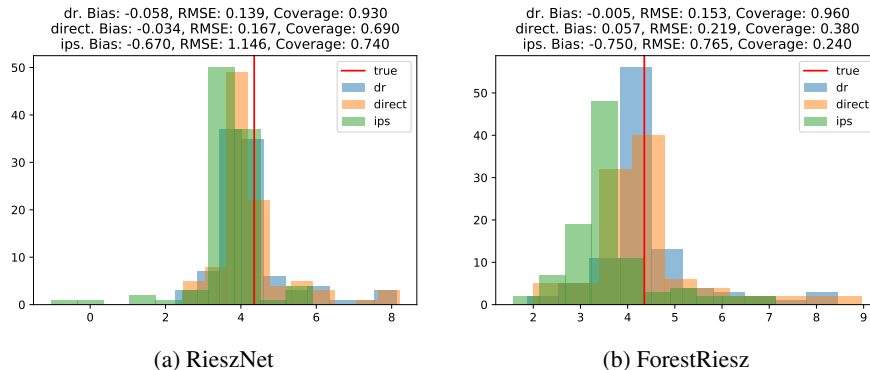 dr. Bias: -0.058, RMSE: 0.139, Coverage: 0.930
direct. Bias: -0.034, RMSE: 0.167, Coverage: 0.690
ips. Bias: -0.670, RMSE: 1.146, Coverage: 0.740
50
40
30
20
10
0
0
2
4
6
8
true
dr
direct
ips
(a) RieszNet
dr. Bias: -0.005, RMSE: 0.153, Coverage: 0.960
direct. Bias: 0.057, RMSE: 0.219, Coverage: 0.380
ips. Bias: -0.750, RMSE: 0.765, Coverage: 0.240
50
40
30
20
10
0
2
3
4
5
6
7
8
9
true
dr
direct
ips
(b) ForestRiesz